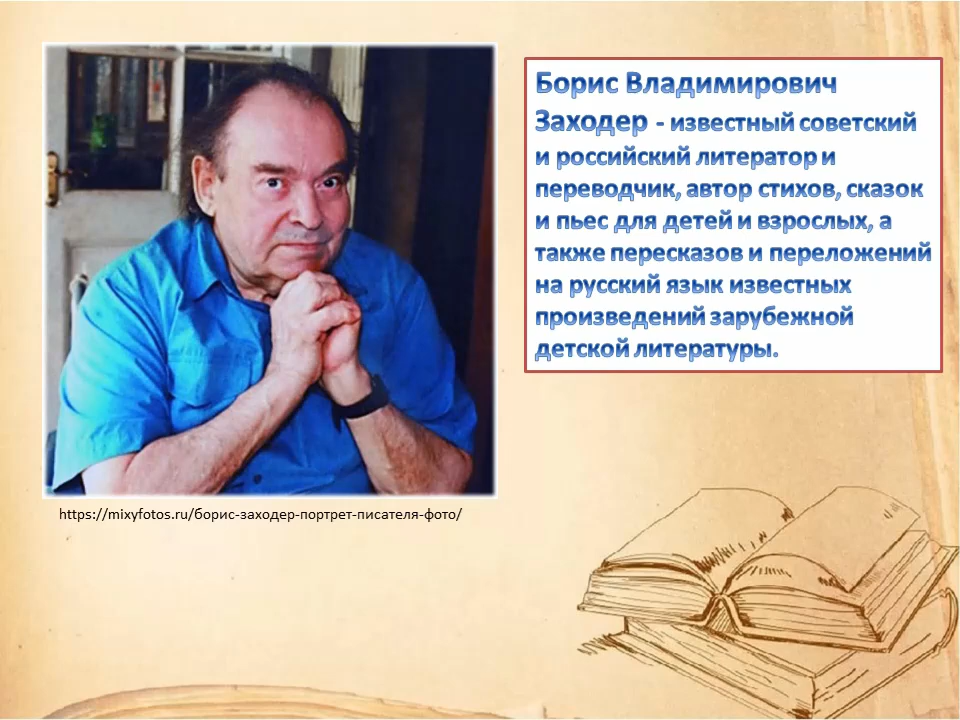 Борис Владимирович
Заходер - известный советский
и российский литератор и
переводчик, автор стихов, сказок
и пьес для детей и взрослых, а
также пересказов и переложений
на русский язык известных
произведений зарубежной
детской литературы.
https://mixyfotos.ru/борис-заходер-портрет-писателя-фото/